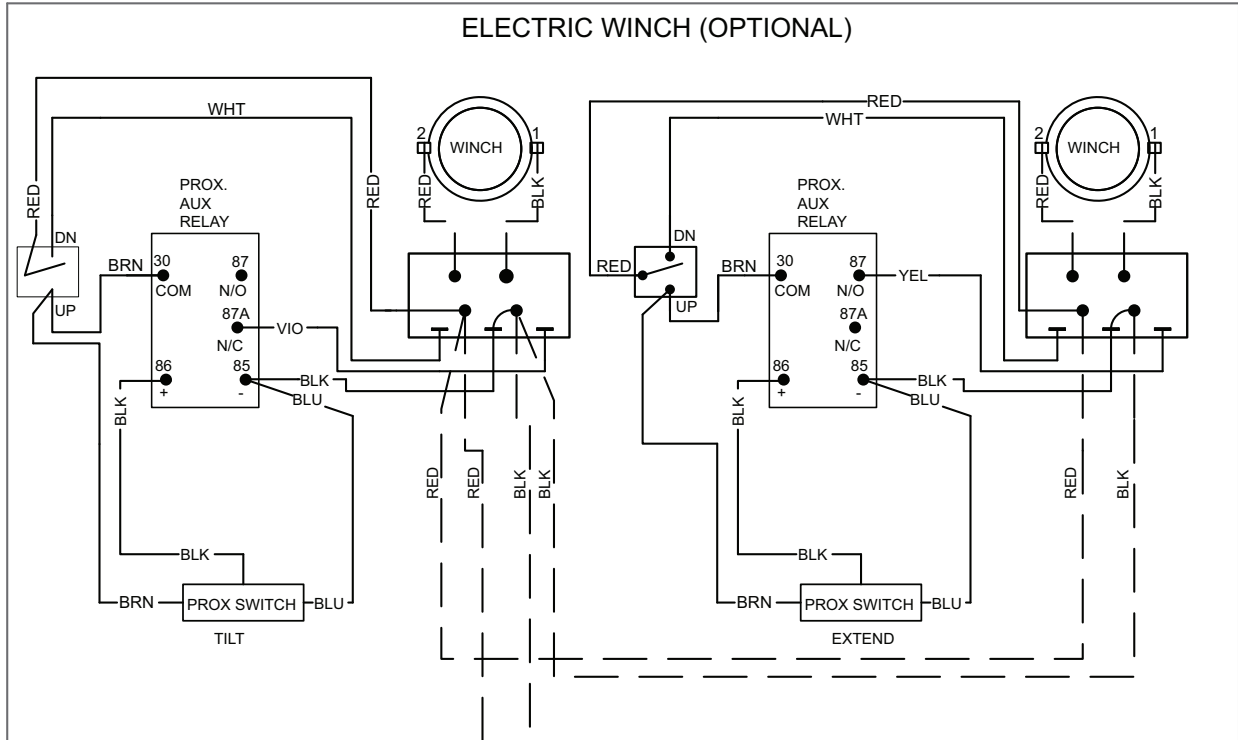 ELECTRIC WINCH (OPTIONAL)
WHT
RED
RED
2
1
WINCH
RED
BLK
PROX.
AUX
RELAY
DN
UP
BRN
30
COM
87
N/O
87A
N/C
VIO
86
+
85
-
BLK
BLU
BLK
RED
RED
BLK
BLK
BLK
BRN
PROX SWITCH
BLU
TILT
RED
WHT
2
1
WINCH
RED
BLK
PROX.
AUX
RELAY
DN
RED
UP
BRN
30
COM
87
N/O
YEL
87A
N/C
86
+
85
-
BLK
BLU
BLK
RED
BLK
BLK
BRN
PROX SWITCH
BLU
EXTEND